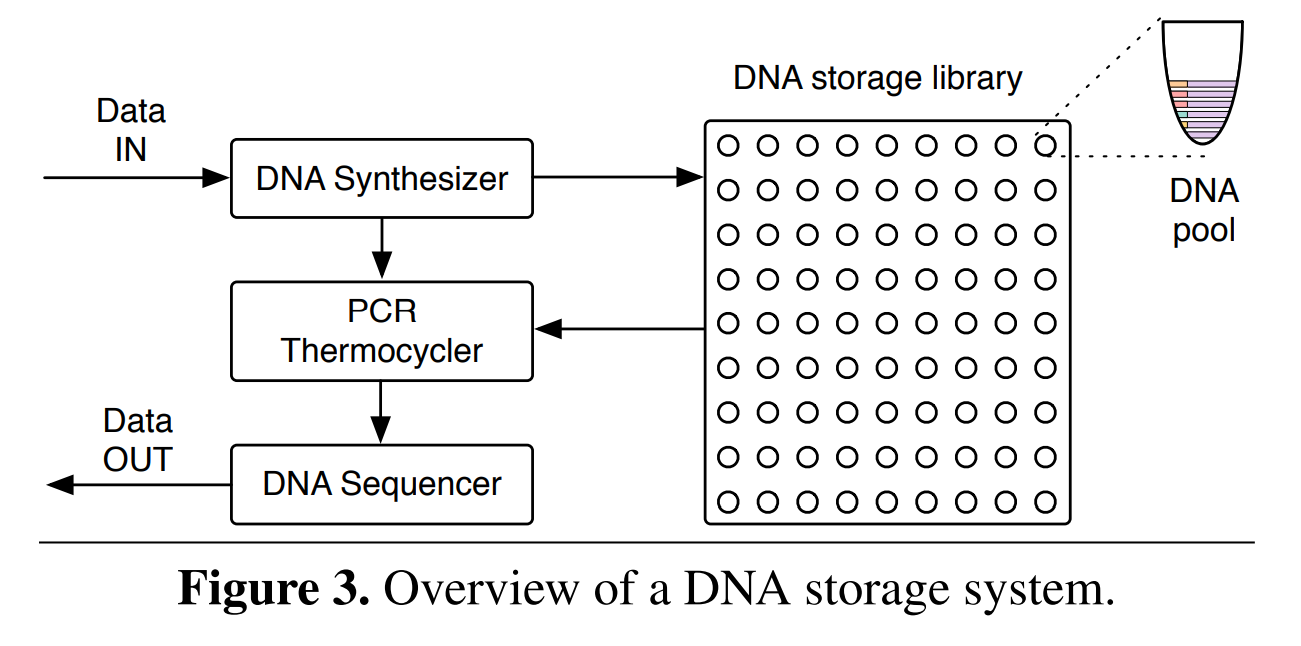 Data
IN
DNA Synthesizer
DNA storage library
DNA
pool
PCR
Thermocycler
Data
OUT
DNA Sequencer
Figure 3. Overview of a DNA storage system.